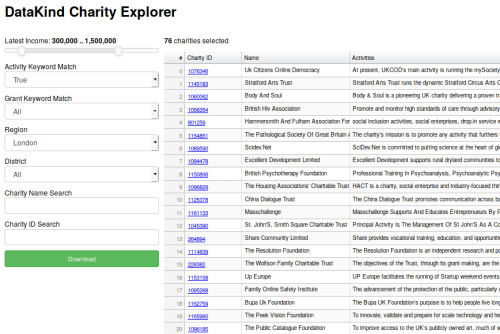 DataKind Charity Explorer
Latest Income: 300,000 .. 1,500,000
Activity Keyword Match
True
Grant Keyword Match
All
Region
London
District
All
Charity Name Search
Charity ID Search
Download
76 charities selected
# Charity ID Name Activities
0 1076346 Uk Citizens Online Democracy At present, UKCOD's main activity is running the mySociety
1 1145183 Stratford Arts Trust Stratford Arts Trust runs the dynamic Stratford Circus Arts C
2 1060062 Body And Soul Body & Soul is a pioneering UK charity delivering a proven tr
3 1056354 British Hiv Association Promote and monitor high standards of care through advisory
4 801259 Hammersmith And Fulham Association For social inclusion activities, social enterprises, drop-in service w
5 1154651 The Pathological Society Of Great Britain A The charity's mission is to promote any activity that furthers
6 1089590 Scidev.Net SciDev.Net is committed to putting science at the heart of gl
7 1094478 Excellent Development Limited Excellent Development supports rural dryland communities to
8 1150806 British Psychotherapy Foundation Professional Training In Psychoanalysis, Psychoanalytic Psy
9 1096829 The Housing Associations' Charitable Trust HACT is a charity, social enterprise and industry-focused thi
10 1125378 China Dialogue Trust The China Dialogue Trust promotes communication across ba
11 1161133 Masschallenge Masschallenge Supports And Educates Entrepreneurs By F
12 1045390 St. John'S, Smith Square Charitable Trust Principal Activity Is The Management Of St John'S As A Co
13 264894 Share Community Limited Share provides vocational training, education, and opportuniti
14 1114839 The Resolution Foundation The Resolution Foundation is an independent research and po
15 228382 The Wolfson Family Charitable Trust The objectives of the Trust, through its grant-making, are the
16 1153158 Up Europe UP Europe facilitates the running of Startup weekend events
17 1095268 Family Online Safety Institute The advancement of the protection of the public, particularly c
18 1162759 Bupa Uk Foundation The Bupa UK Foundation's purpose is to help people live long
19 1165960 The Peek Vision Foundation To innovate, validate and prepare for scale technology and he
20 1096185 The Public Catalogue Foundation To improve access to the UK's publicly owned art, much of w